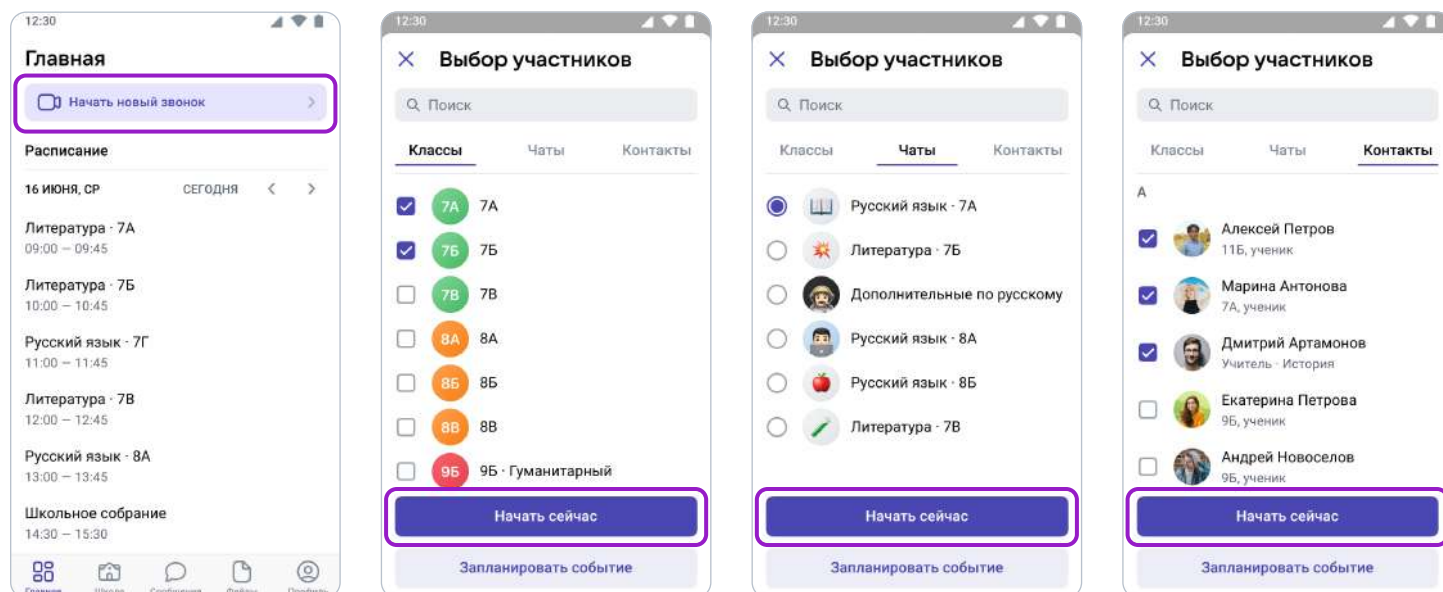 12:30
Главная
Начать новый звонок
Расписание
16 ИЮНЯ, СР СЕГОДНЯ
Литература · 7А
09:00 – 09:45
Литература · 7Б
10:00 – 10:45
Русский язык · 7Г
11:00 – 11:45
Литература · 7В
12:00 – 12:45
Русский язык · 8А
13:00 – 13:45
Школьное собрание
14:30 – 15:30
Главная Школа Сообщения Файлы Профиль
12:30
Выбор участников
Поиск
Классы Чаты Контакты
7А 7А
7Б 7Б
7В 7В
8А 8А
8Б 8Б
8В 8В
9Б 9Б · Гуманитарный
Начать сейчас
Запланировать событие
12:30
Выбор участников
Поиск
Классы Чаты Контакты
Русский язык · 7А
Литература · 7Б
Дополнительные по русскому
Русский язык · 8А
Русский язык · 8Б
Литература · 7В
Начать сейчас
Запланировать событие
12:30
Выбор участников
Поиск
Классы Чаты Контакты
А
Алексей Петров
11Б, ученик
Марина Антонова
7А, ученик
Дмитрий Артамонов
Учитель · История
Екатерина Петрова
9Б, ученик
Андрей Новоселов
9Б, ученик
Начать сейчас
Запланировать событие